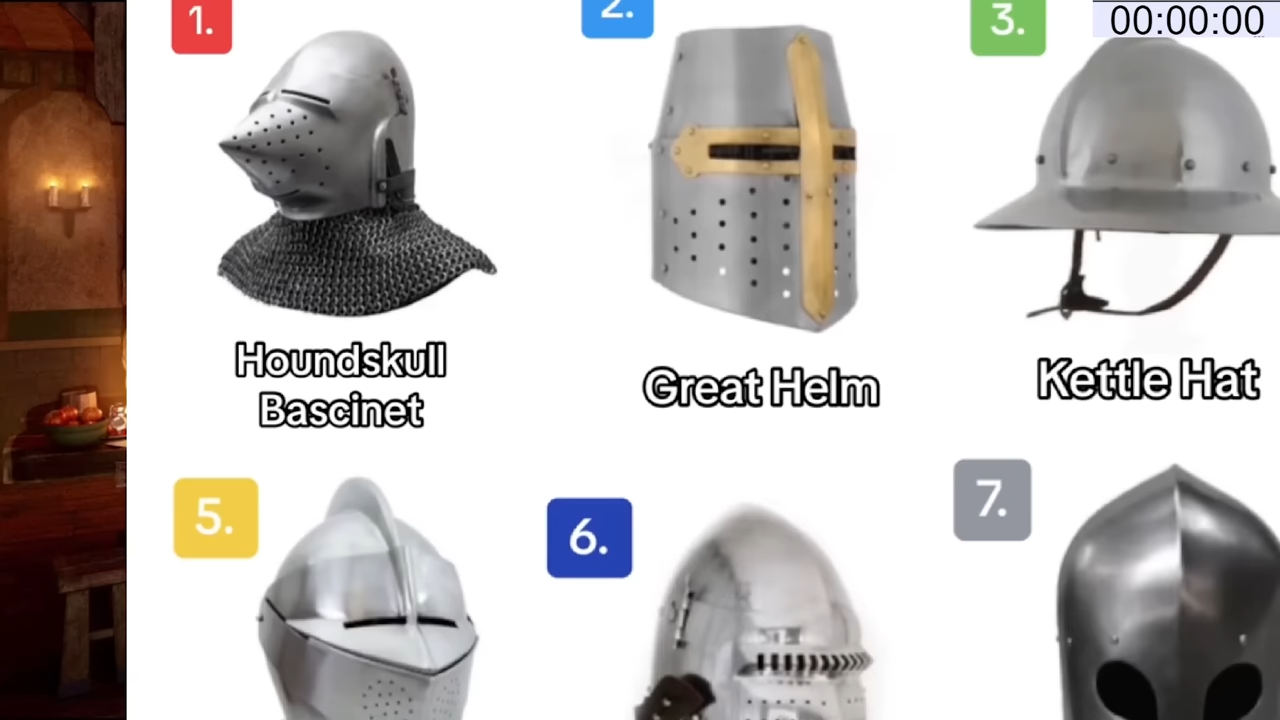 1.
2.
3.
00:00:00
Houndskull
Bascinet
Great Helm
Kettle Hat
5.
6.
7.